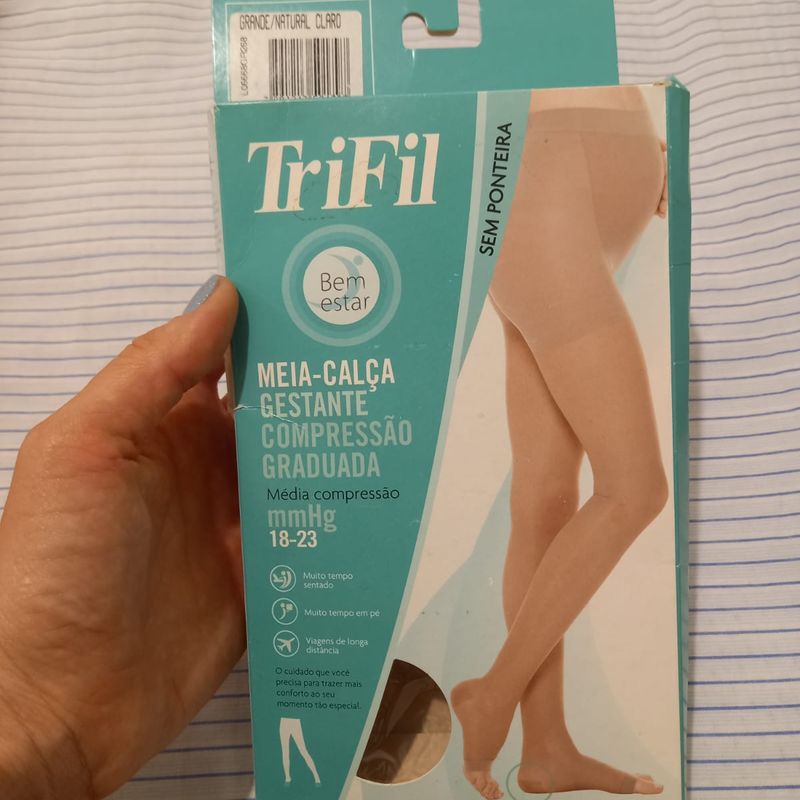 GRANDE/NATURAL CLARO
TriFil
SEM PONTEIRA
Bem
estar
MEIA-CALÇA
GESTANTE
COMPRESSÃO
GRADUADA
Média compressão
mmHg
18-23
Muito tempo
sentado
Muito tempo em pé
Viagens de longa
distância
O cuidado que você
precisa para trazer mais
conforto ao seu
momento tão especial.